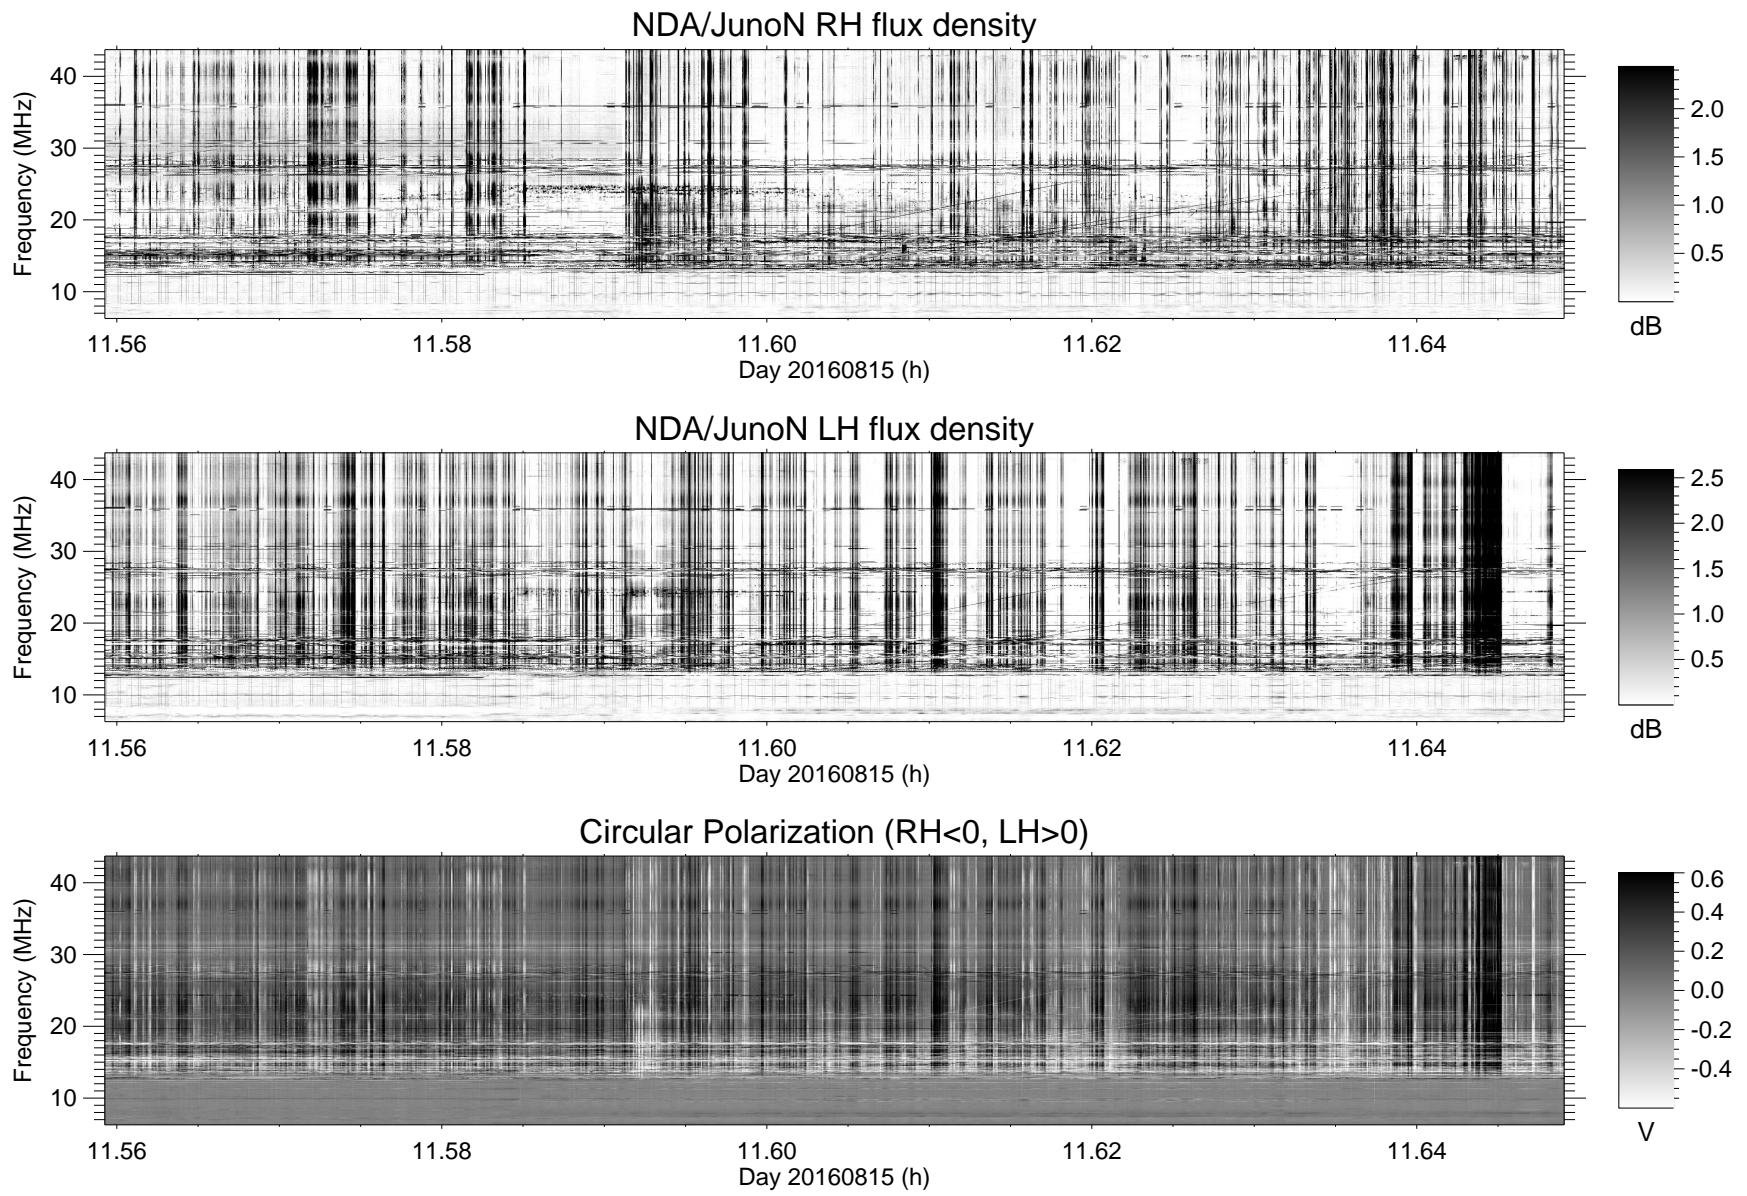 NDA/JunoN RH flux density
Frequency (MHz)
40
30
20
10
11.56 11.58 11.60 11.62 11.64
Day 20160815 (h)
2.0
1.5
1.0
0.5
dB
NDA/JunoN LH flux density
Frequency (MHz)
40
30
20
10
11.56 11.58 11.60 11.62 11.64
Day 20160815 (h)
2.5
2.0
1.5
1.0
0.5
dB
Circular Polarization (RH<0, LH>0)
Frequency (MHz)
40
30
20
10
11.56 11.58 11.60 11.62 11.64
Day 20160815 (h)
0.6
0.4
0.2
0.0
-0.2
-0.4
V